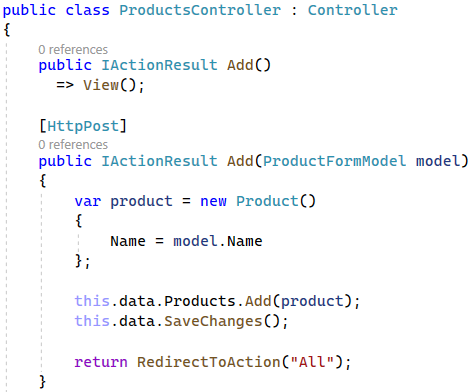 public class ProductsController : Controller
{
0 references
public IActionResult Add()
=> View();
[HttpPost]
0 references
public IActionResult Add(ProductFormModel model)
{
var product = new Product()
{
Name = model.Name
};
this.data.Products.Add(product);
this.data.SaveChanges();
return RedirectToAction("All");
}